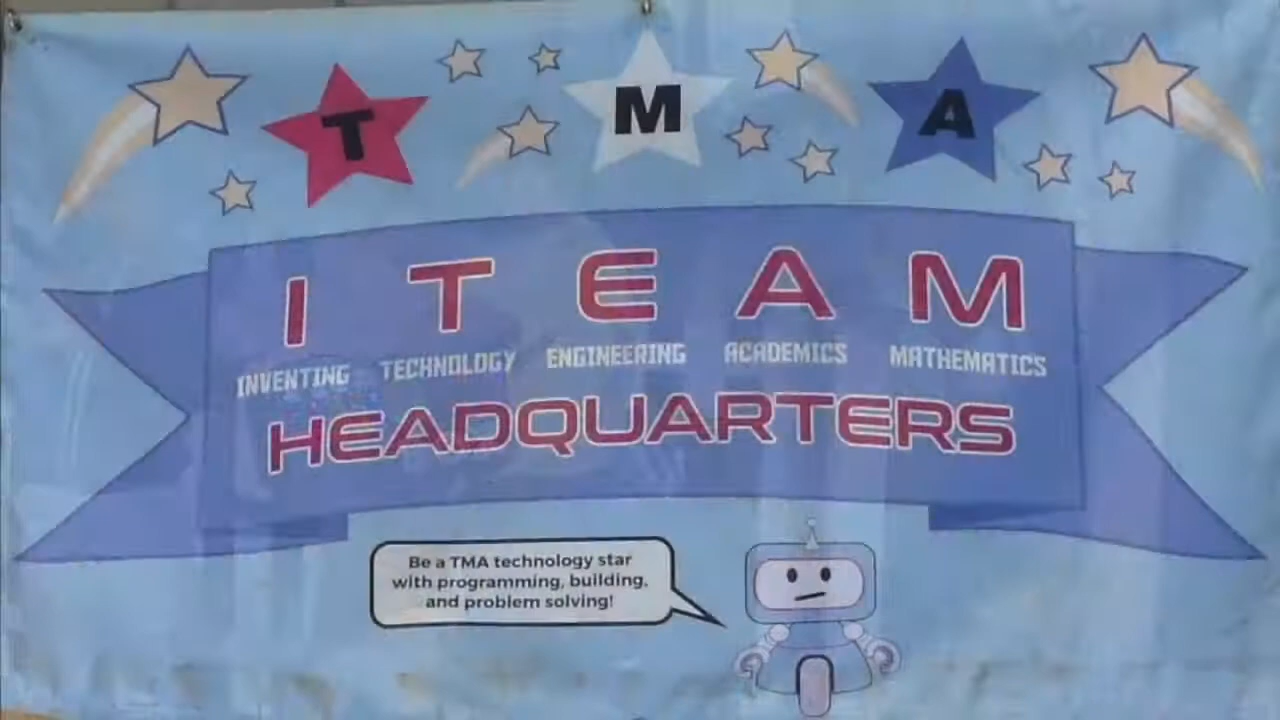 T M A
I T E A M
INVENTING TECHNOLOGY ENGINEERING ACADEMICS MATHEMATICS
HEADQUARTERS
Be a TMA technology star
with programming, building,
and problem solving!